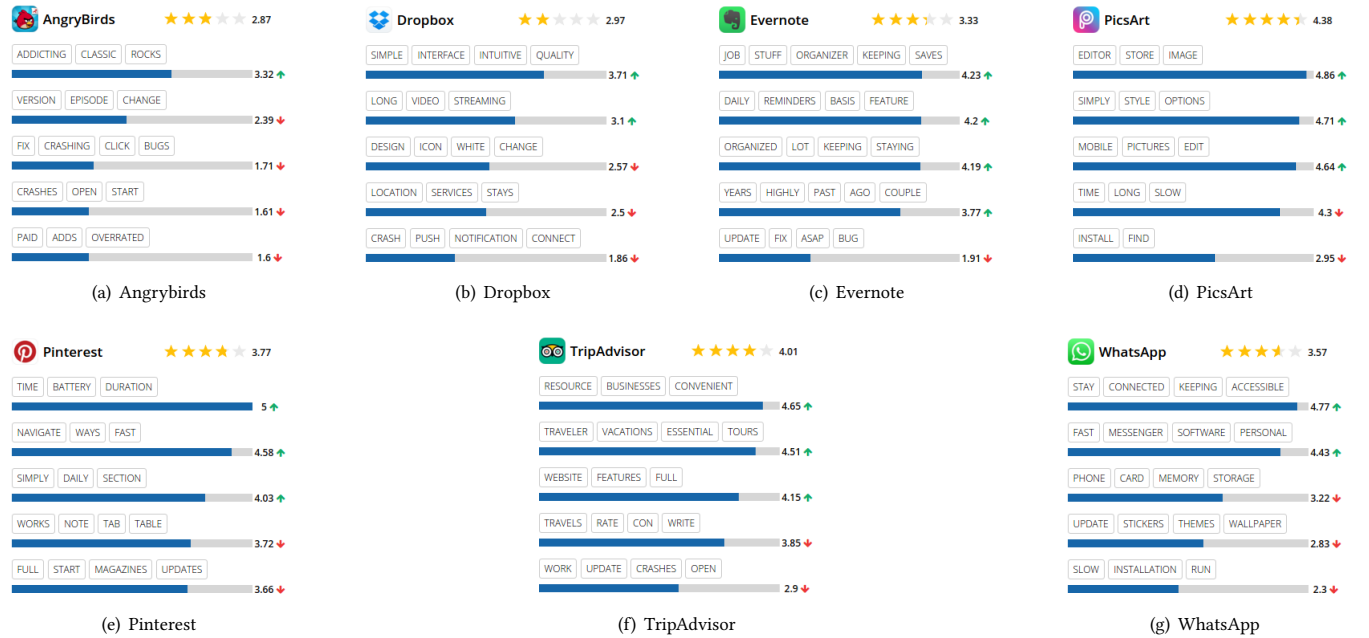 AngryBirds 2.87
ADDICTING CLASSIC ROCKS
3.32
VERSION EPISODE CHANGE
2.39
FIX CRASHING CLICK BUGS
1.71
CRASHES OPEN START
1.61
PAID ADDS OVERRATED
1.6
(a) Angrybirds
Dropbox 2.97
SIMPLE INTERFACE INTUITIVE QUALITY
3.71
LONG VIDEO STREAMING
3.1
DESIGN ICON WHITE CHANGE
2.57
LOCATION SERVICES STAYS
2.5
CRASH PUSH NOTIFICATION CONNECT
1.86
(b) Dropbox
Evernote 3.33
JOB STUFF ORGANIZER KEEPING SAVES
4.23
DAILY REMINDERS BASIS FEATURE
4.2
ORGANIZED LOT KEEPING STAYING
4.19
YEARS HIGHLY PAST AGO COUPLE
3.77
UPDATE FIX ASAP BUG
1.91
(c) Evernote
PicsArt 4.38
EDITOR STORE IMAGE
4.86
SIMPLY STYLE OPTIONS
4.71
MOBILE PICTURES EDIT
4.64
TIME LONG SLOW
4.3
INSTALL FIND
2.95
(d) PicsArt
Pinterest 3.77
TIME BATTERY DURATION
5
NAVIGATE WAYS FAST
4.58
SIMPLY DAILY SECTION
4.03
WORKS NOTE TAB TABLE
3.72
FULL START MAGAZINES UPDATES
3.66
(e) Pinterest
TripAdvisor 4.01
RESOURCE BUSINESSES CONVENIENT
4.65
TRAVELER VACATIONS ESSENTIAL TOURS
4.51
WEBSITE FEATURES FULL
4.15
TRAVELS RATE CON WRITE
3.85
WORK UPDATE CRASHES OPEN
2.9
(f) TripAdvisor
WhatsApp 3.57
STAY CONNECTED KEEPING ACCESSIBLE
4.77
FAST MESSENGER SOFTWARE PERSONAL
4.43
PHONE CARD MEMORY STORAGE
3.22
UPDATE STICKERS THEMES WALLPAPER
2.83
SLOW INSTALLATION RUN
2.3
(g) WhatsApp